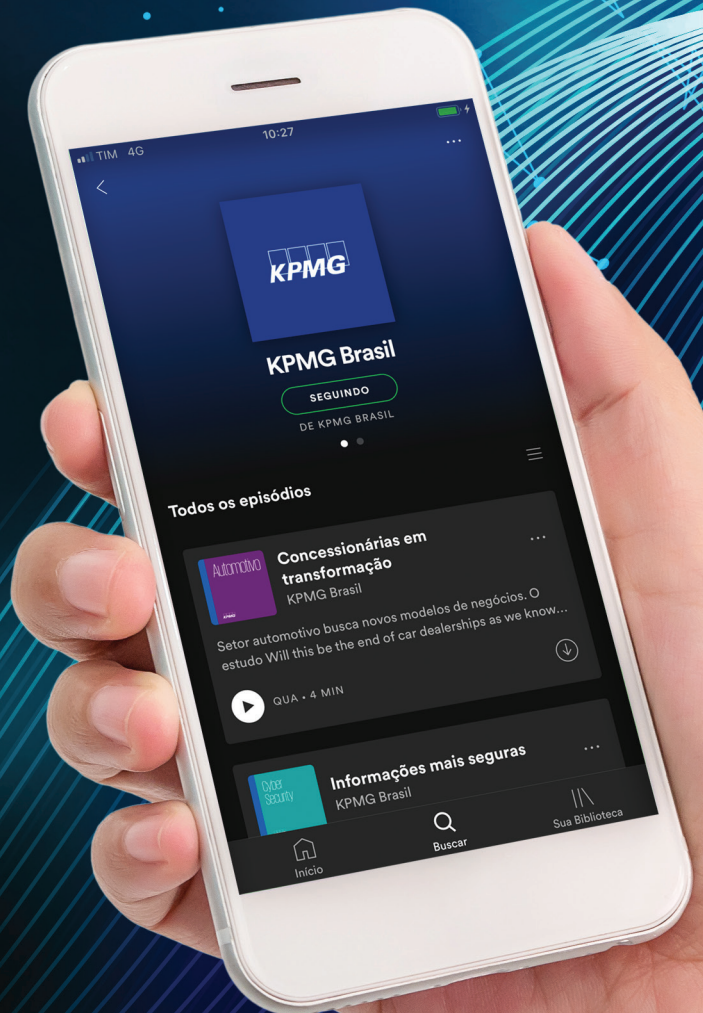 TIM 4G
10:27
KPMG
KPMG Brasil
SEGUINDO
DE KPMG BRASIL
Todos os episódios
Automotivo
KPMG
Concessionárias em
transformação
KPMG Brasil
Setor automotivo busca novos modelos de negócios. O
estudo Will this be the end of car dealerships as we know...
QUA • 4 MIN
Cyber
Security
Informações mais seguras
KPMG Brasil
Início
Buscar
Sua Biblioteca